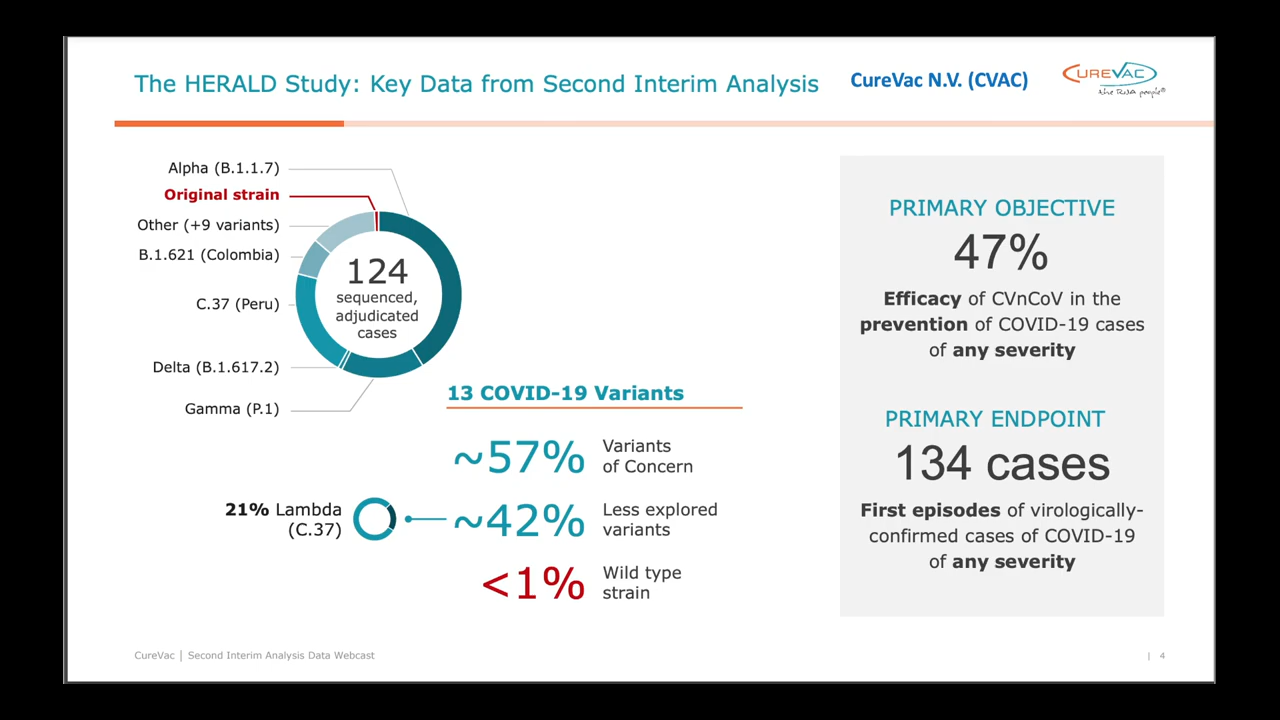 The HERALD Study: Key Data from Second Interim Analysis
CureVac N.V. (CVAC)
CUREVAC
the RNA people®
Alpha (B.1.1.7)
Original strain
Other (+9 variants)
B.1.621 (Colombia)
C.37 (Peru)
Delta (B.1.617.2)
Gamma (P.1)
124
sequenced,
adjudicated
cases
13 COVID-19 Variants
~57%
Variants
of Concern
21% Lambda
(C.37)
~42%
Less explored
variants
<1%
Wild type
strain
PRIMARY OBJECTIVE
47%
Efficacy of CVnCoV in the
prevention of COVID-19 cases
of any severity
PRIMARY ENDPOINT
134 cases
First episodes of virologically-
confirmed cases of COVID-19
of any severity
CureVac | Second Interim Analysis Data Webcast
| 4